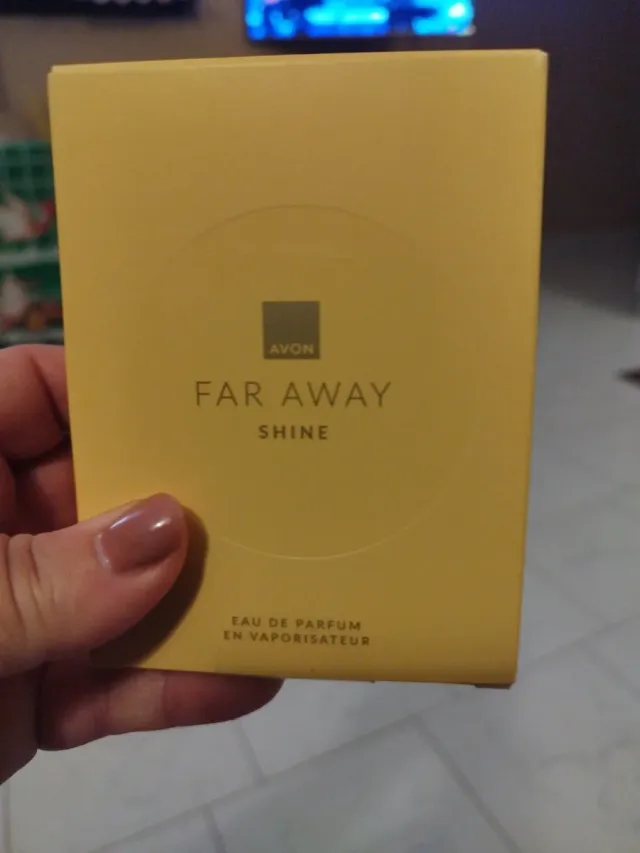 AVON
FAR AWAY
SHINE
EAU DE PARFUM
EN VAPORISATEUR